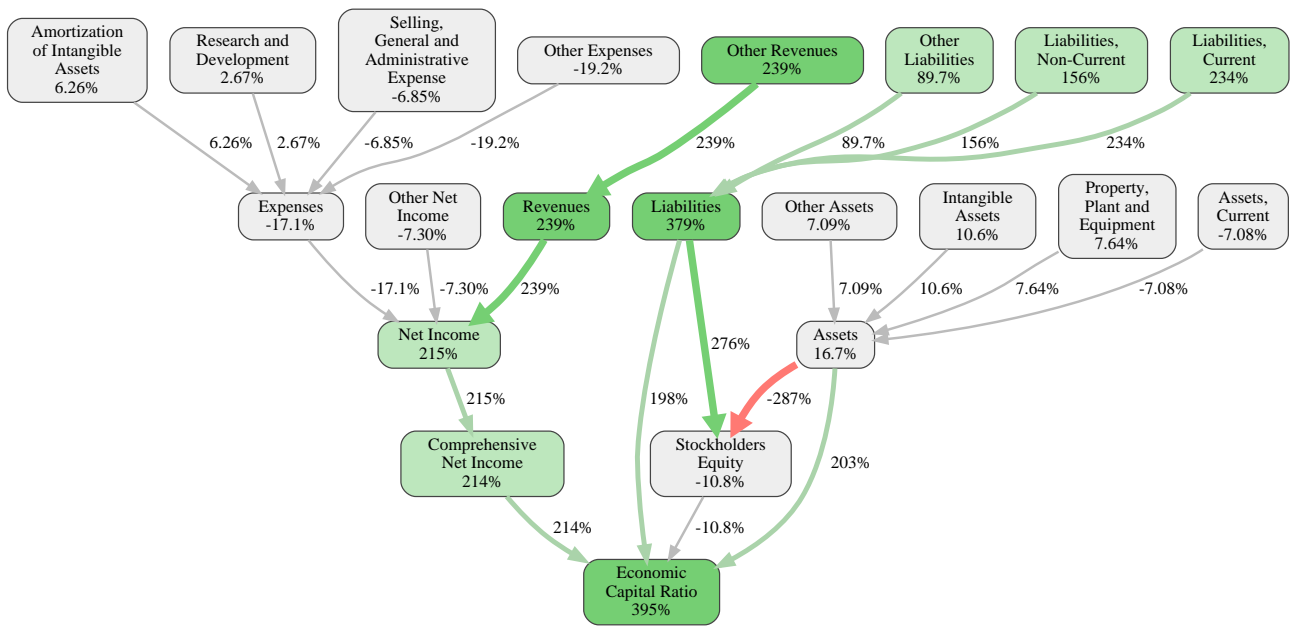 Amortization
of Intangible
Assets
6.26%
Research and
Development
2.67%
Selling,
General and
Administrative
Expense
-6.85%
Other Expenses
-19.2%
Other Revenues
239%
Other
Liabilities
89.7%
Liabilities,
Non-Current
156%
Liabilities,
Current
234%
6.26%
2.67%
-6.85%
-19.2%
239%
89.7%
156%
234%
Expenses
-17.1%
Other Net
Income
-7.30%
Revenues
239%
Liabilities
379%
Other Assets
7.09%
Intangible
Assets
10.6%
Property,
Plant and
Equipment
7.64%
Assets,
Current
-7.08%
-17.1%
-7.30%
239%
7.09%
10.6%
7.64%
-7.08%
Net Income
215%
276%
Assets
16.7%
215%
198%
-287%
Comprehensive
Net Income
214%
Stockholders
Equity
-10.8%
203%
214%
-10.8%
Economic
Capital Ratio
395%